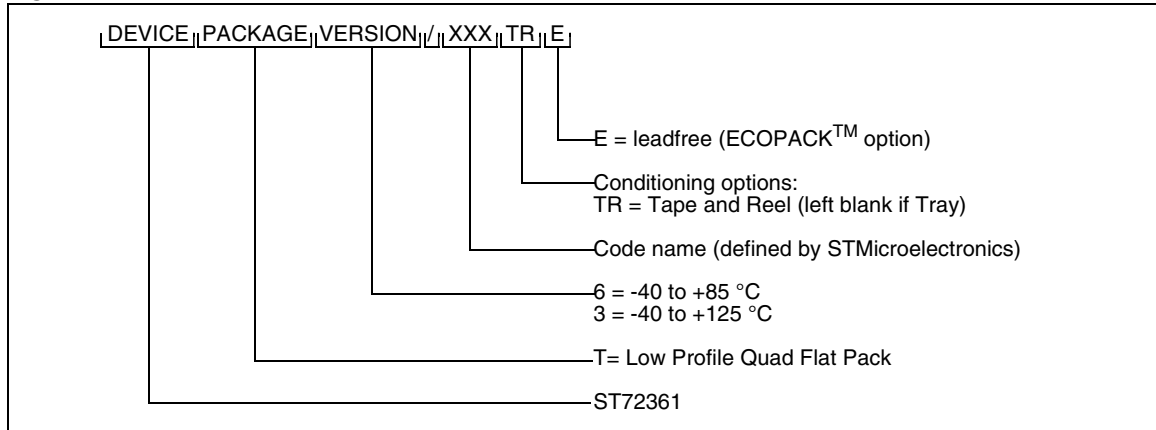 DEVICE PACKAGE VERSION / XXX TR E
E = leadfree (ECOPACK™ option)
Conditioning options:
TR = Tape and Reel (left blank if Tray)
Code name (defined by STMicroelectronics)
6 = -40 to +85 °C
3 = -40 to +125 °C
T= Low Profile Quad Flat Pack
ST72361